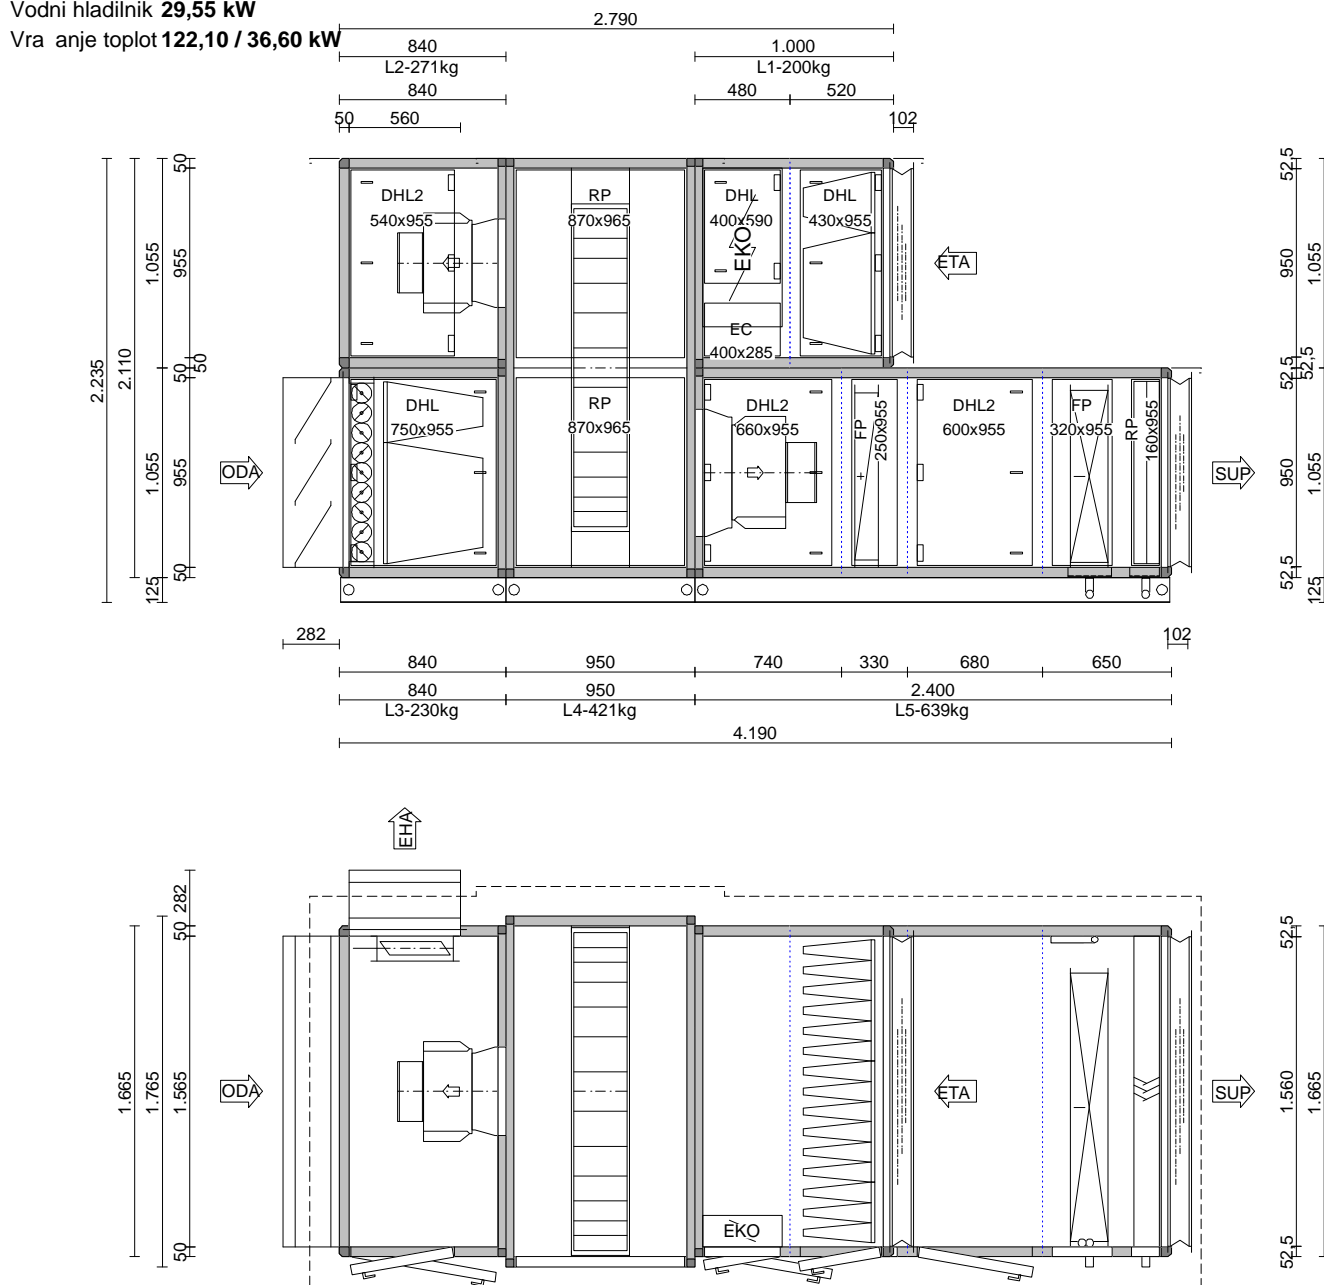 Vodni hladilnik 29,55 kW
Vra anje toplot 122,10 / 36,60 kW
2.790
840
1.000
L2-271kg
L1-200kg
840
480
520
50
560
102
50
52,5
DHL2
540x955
RP
870x965
DHL
400x590
DHL
430x955
EKO
EC
400x285
ETA
1.055
955
50
950
1.055
2.235
2.110
50
52,5
52,5
DHL
750x955
RP
870x965
DHL2
660x955
FP
250x955
DHL2
600x955
FP
320x955
RP
160x955
ODA
SUP
1.055
955
950
1.055
125
50
52,5
125
282
102
840
950
740
330
680
650
840
950
2.400
L3-230kg
L4-421kg
L5-639kg
4.190
EHA
282
50
52,5
ODA
ETA
SUP
1.665
1.765
1.565
1.560
1.665
EKO
50
52,5